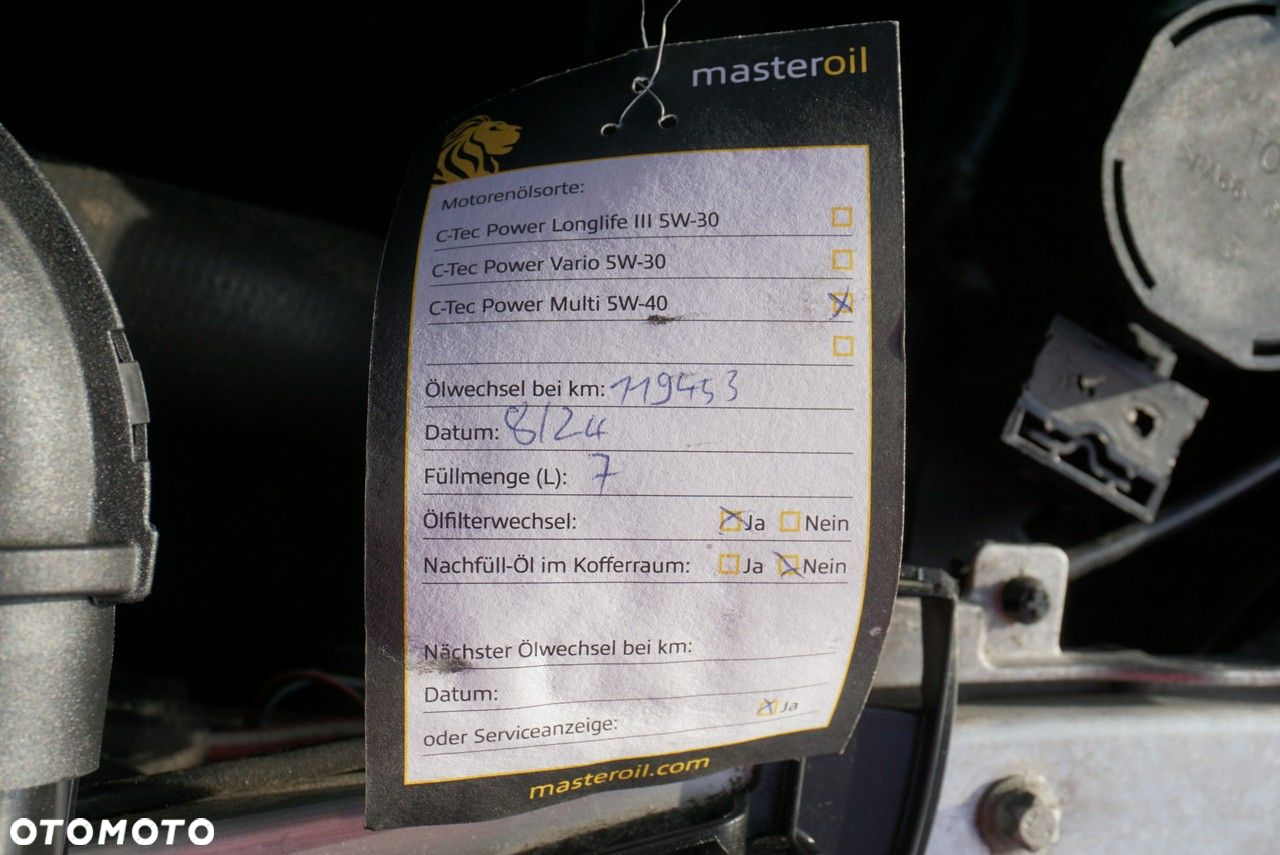 masteroil
Motorenölsorte:
C-Tec Power Longlife III 5W-30
C-Tec Power Vario 5W-30
C-Tec Power Multi 5W-40
Ölwechsel bei km: 119453
Datum: 8/24
Füllmenge (L): 7
Ölfilterwechsel: Ja Nein
Nachfüll-Öl im Kofferraum: Ja Nein
Nächster Ölwechsel bei km:
Datum:
oder Serviceanzeige: Ja
masteroil.com
OTOMOTO